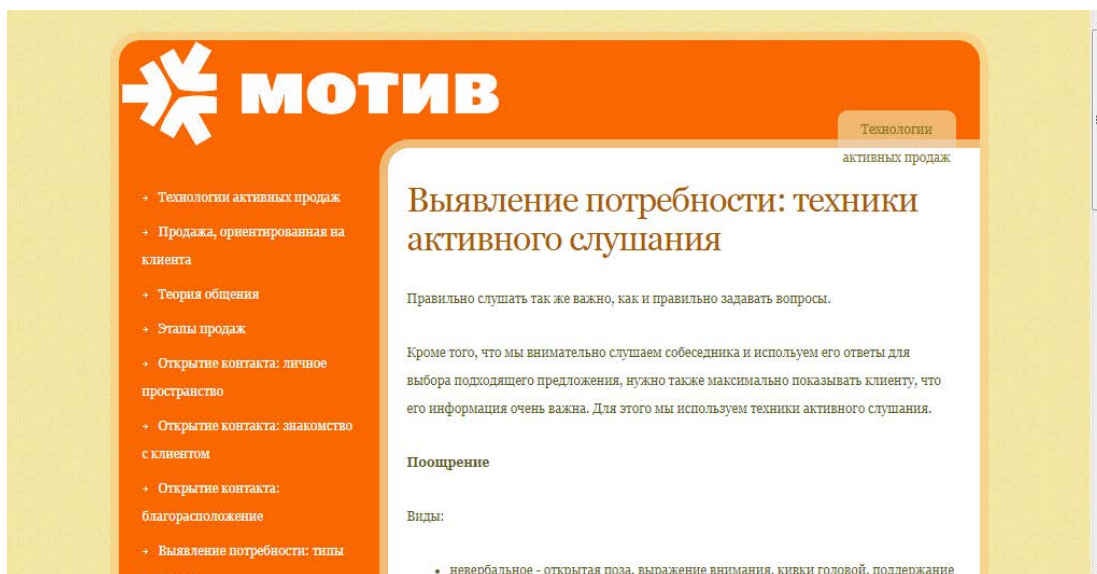 МОТИВ
Технологии
активных продаж
Технологии активных продаж
Продажа, ориентированная на
клиента
Теория общения
Этапы продаж
Открытие контакта: личное
пространство
Открытие контакта: знакомство
с клиентом
Открытие контакта:
благорасположение
Выявление потребности: типы
Выявление потребности: техники
активного слушания
Правильно слушать так же важно, как и правильно задавать вопросы.
Кроме того, что мы внимательно слушаем собеседника и испольуем его ответы для
выбора подходящего предложения, нужно также максимально показывать клиенту, что
его информация очень важна. Для этого мы используем техники активного слушания.
Поощрение
Виды:
• невербальное - открытая поза, выражение внимания, кивки головой, поддержание